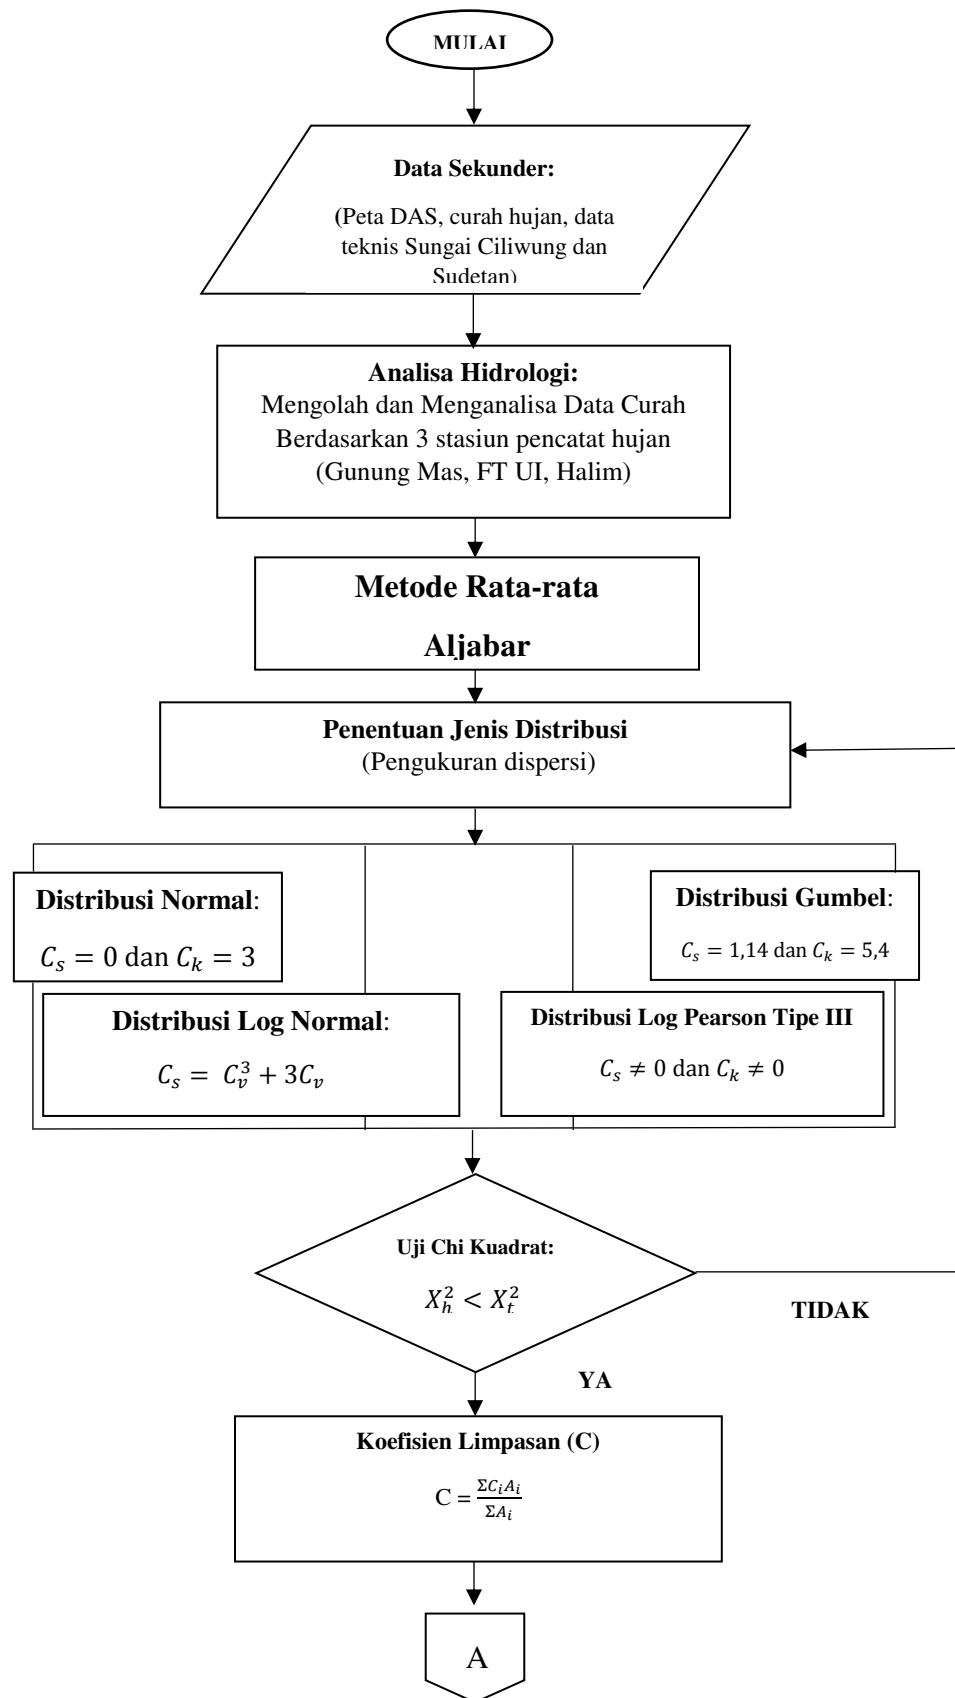 MULAI
Data Sekunder:
(Peta DAS, curah hujan, data
teknis Sungai Ciliwung dan
Sudetan)
Analisa Hidrologi:
Mengolah dan Menganalisa Data Curah
Berdasarkan 3 stasiun pencatat hujan
(Gunung Mas, FT UI, Halim)
Metode Rata-rata
Aljabar
Penentuan Jenis Distribusi
(Pengukuran dispersi)
Distribusi Normal:
C_s = 0 dan C_k = 3
Distribusi Gumbel:
C_s = 1,14 dan C_k = 5,4
Distribusi Log Normal:
C_s = C_v^3 + 3C_v
Distribusi Log Pearson Tipe III
C_s ≠ 0 dan C_k ≠ 0
Uji Chi Kuadrat:
X_h^2 < X_t^2
TIDAK
YA
Koefisien Limpasan (C)
C = ΣC_iA_i / ΣA_i
A